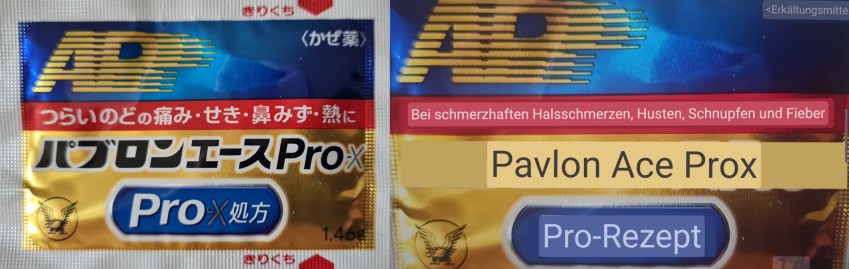 きりくち
AP
〈かぜ薬〉
つらいのどの痛み・せき・鼻みず・熱に
パブロンエースPro-X
Pro-X処方
1.46g
きりくち
<Erkältungsmitte
Bei schmerzhaften Halsschmerzen, Husten, Schnupfen und Fieber
Pavlon Ace Prox
Pro-Rezept